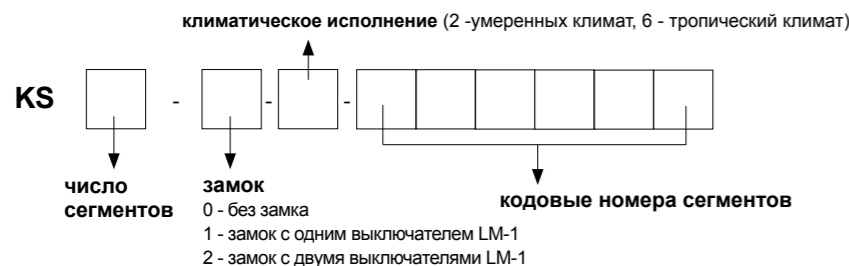 климатическое исполнение (2 -умеренных климат, 6 - тропический климат)
KS - - -
число сегментов
замок
0 - без замка
1 - замок с одним выключателем LM-1
2 - замок с двумя выключателями LM-1
кодовые номера сегментов